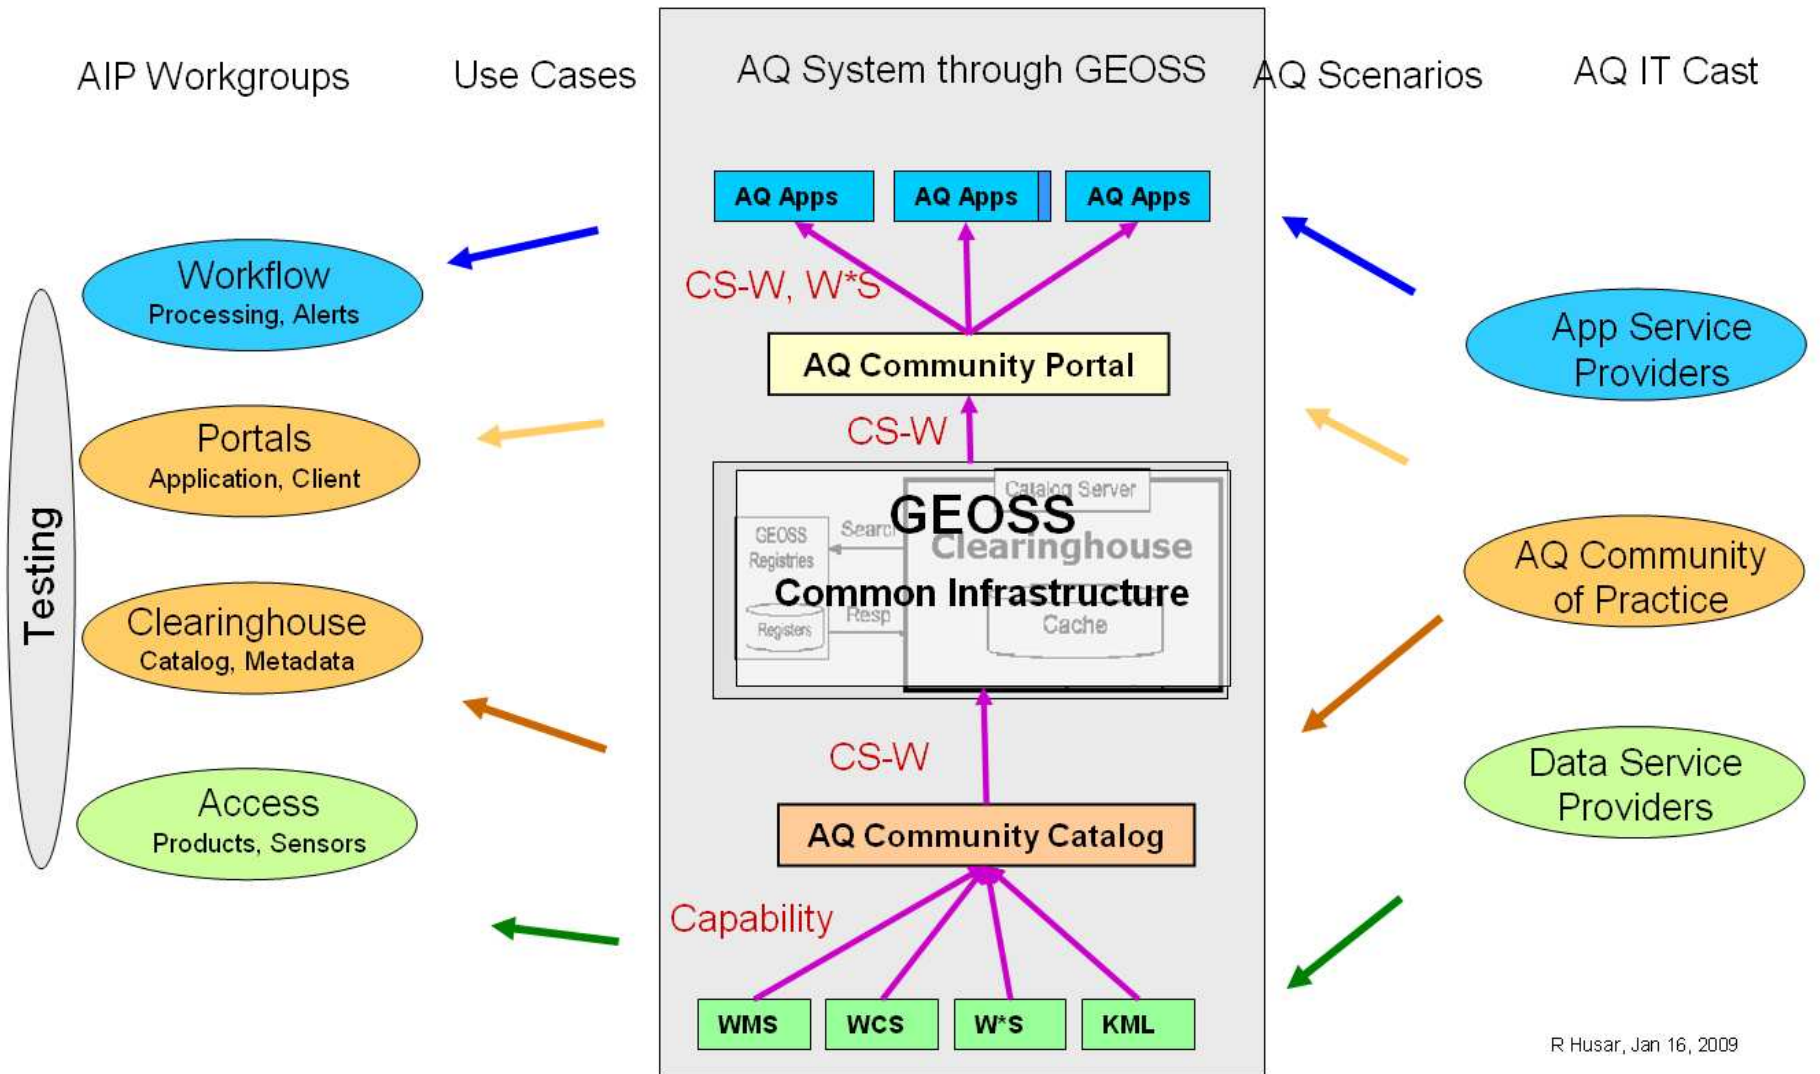 AIP Workgroups
Use Cases
AQ System through GEOSS
AQ Scenarios
AQ IT Cast
AQ Apps
AQ Apps
AQ Apps
Workflow
Processing, Alerts
CS-W, W*S
App Service
Providers
AQ Community Portal
Portals
Application, Client
CS-W
Catalog Server
GEOSS
GEOSS
Registries
Search
Clearinghouse
Common Infrastructure
Registers
Resp
Cache
AQ Community
of Practice
Testing
Clearinghouse
Catalog, Metadata
CS-W
Data Service
Providers
Access
Products, Sensors
AQ Community Catalog
Capability
WMS
WCS
W*S
KML
R Husar, Jan 16, 2009